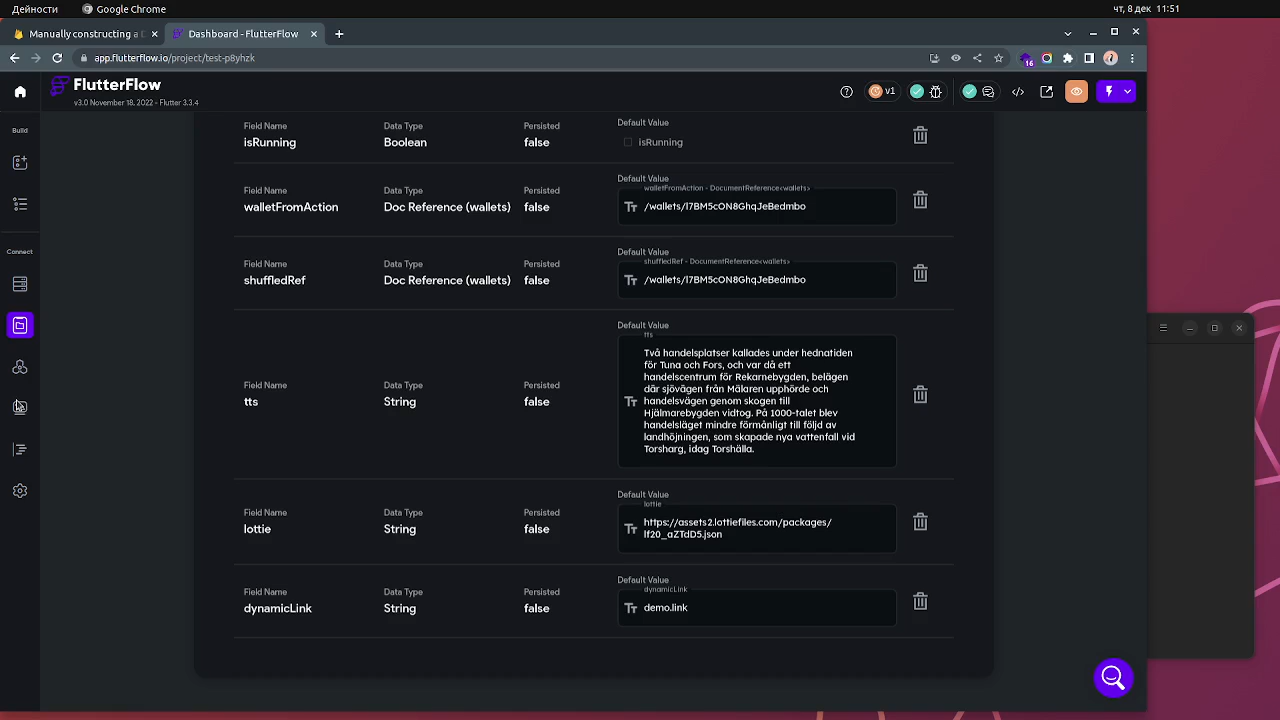 Дейности
Google Chrome
чт, 8 дек 11:51
Manually constructing a D
Dashboard - FlutterFlow
app.flutterflow.io/project/test-p8yhzk
16
FlutterFlow
v3.0 November 18, 2022 - Flutter 3.3.4
v1
Build
Connect
Field Name
Data Type
Persisted
Default Value
isRunning
Boolean
false
isRunning
Field Name
Data Type
Persisted
Default Value
walletFromAction - DocumentReference<wallets>
walletFromAction
Doc Reference (wallets)
false
/wallets/l7BM5cON8GhqJeBedmbo
Field Name
Data Type
Persisted
Default Value
shuffledRef - DocumentReference<wallets>
shuffledRef
Doc Reference (wallets)
false
/wallets/l7BM5cON8GhqJeBedmbo
Default Value
tts
Två handelsplatser kallades under hednatiden
för Tuna och Fors, och var då ett
handelscentrum för Rekarnebygden, belägen
där sjövägen från Mälaren upphörde och
handelsvägen genom skogen till
Hjälmarebygden vidtog. På 1000-talet blev
handelsläget mindre förmånligt till följd av
landhöjningen, som skapade nya vattenfall vid
Torsharg, idag Torshälla.
Field Name
Data Type
Persisted
tts
String
false
Default Value
lottie
Field Name
Data Type
Persisted
lottie
String
false
https://assets2.lottiefiles.com/packages/
lf20_aZTdD5.json
Default Value
dynamicLink
Field Name
Data Type
Persisted
dynamicLink
String
false
demo.link